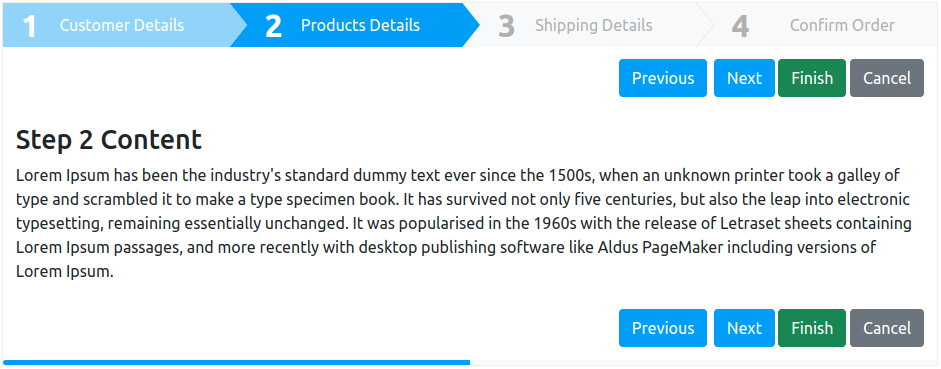 1 Customer Details 2 Products Details 3 Shipping Details 4 Confirm Order
Previous Next Finish Cancel
Step 2 Content
Lorem Ipsum has been the industry's standard dummy text ever since the 1500s, when an unknown printer took a galley of
type and scrambled it to make a type specimen book. It has survived not only five centuries, but also the leap into electronic
typesetting, remaining essentially unchanged. It was popularised in the 1960s with the release of Letraset sheets containing
Lorem Ipsum passages, and more recently with desktop publishing software like Aldus PageMaker including versions of
Lorem Ipsum.
Previous Next Finish Cancel